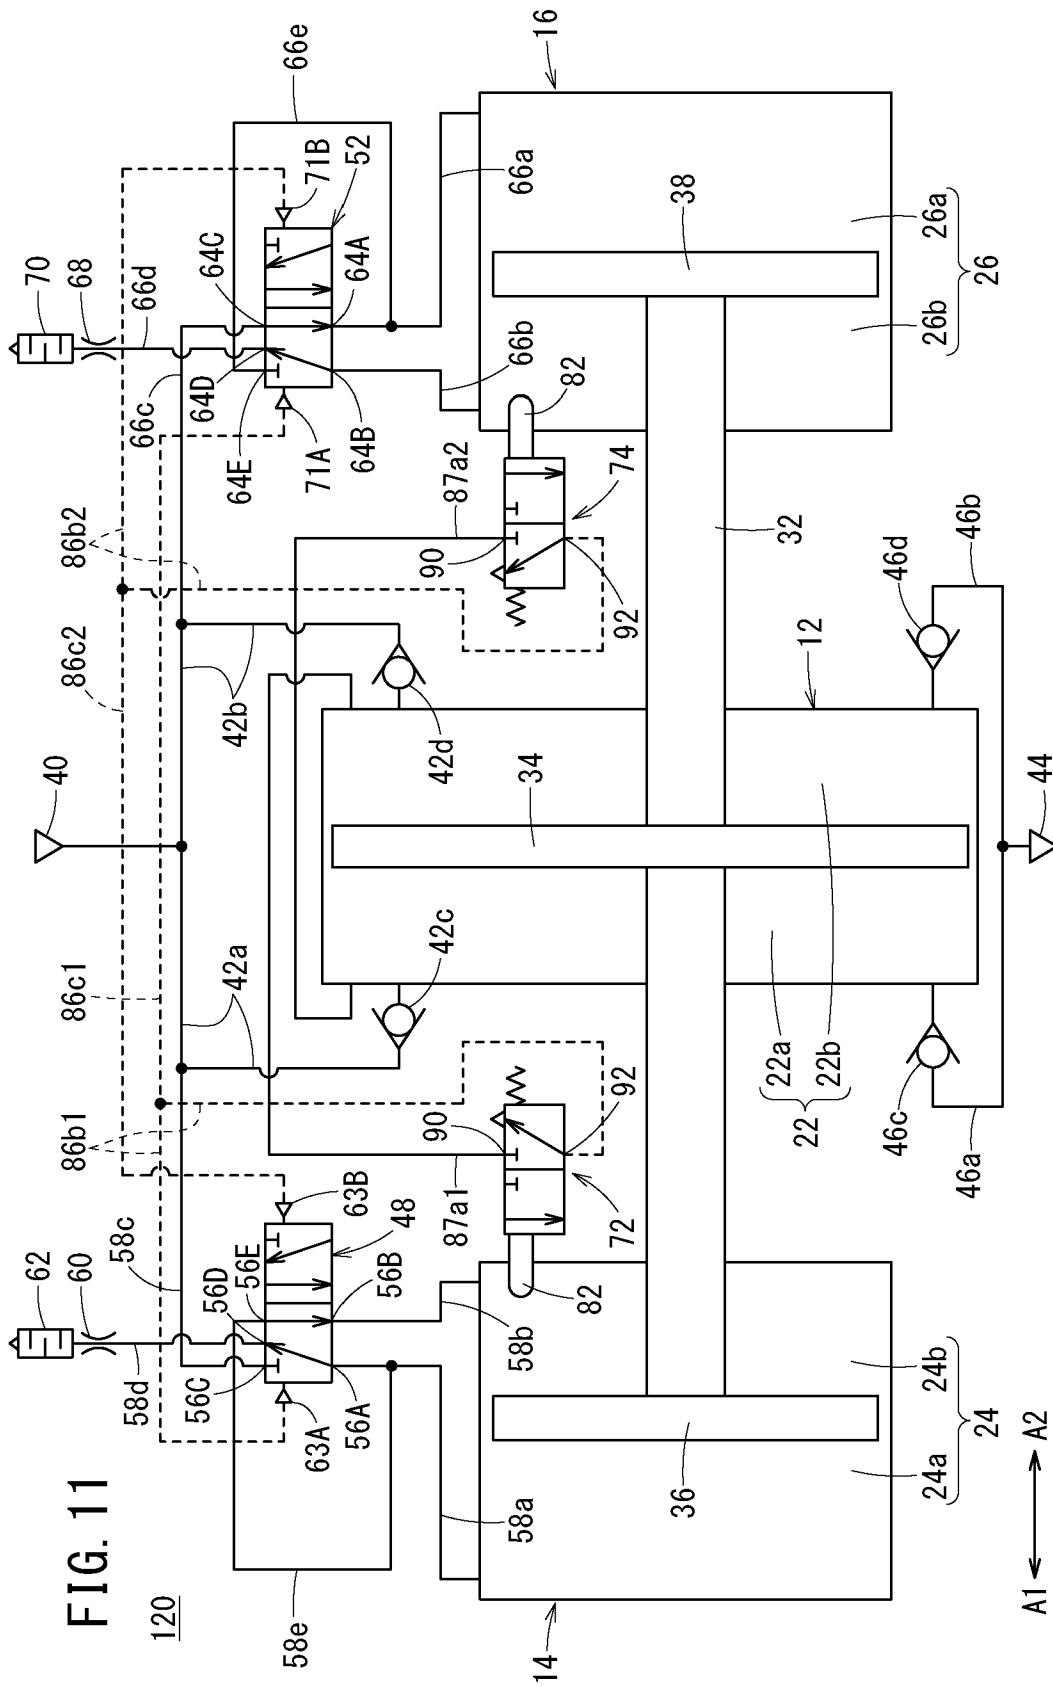 FIG. 11
120
62
60
58d
58c
86b1
42a
86c1
40
86c2
42b
86b2
66c
70
68
66d
66e
56C
56D
56E
63A
56A
56B
63B
48
58e
64E
64D
64C
71A
64B
64A
71B
52
58a
58b
87a1
90
42c
42d
90
87a2
66b
66a
14
82
72
92
34
92
74
82
16
36
32
38
12
24a
24b
24
22a
22b
22
26b
26a
26
46c
46a
46d
46b
44
A1
A2